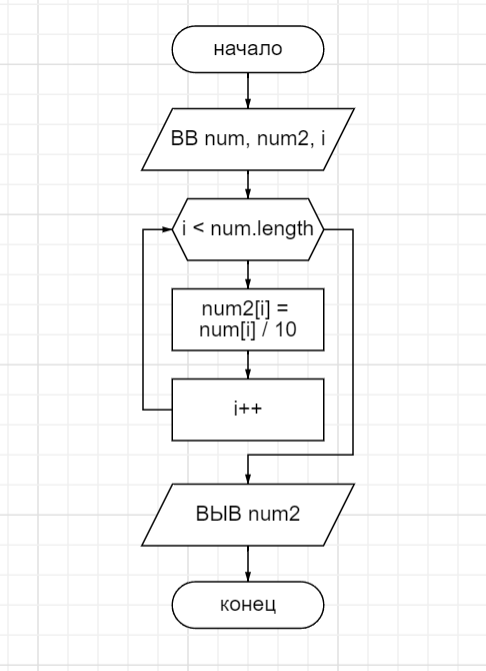 начало
ВВ num, num2, i
i < num.length
num2[i] =
num[i] / 10
i++
ВЫВ num2
конец